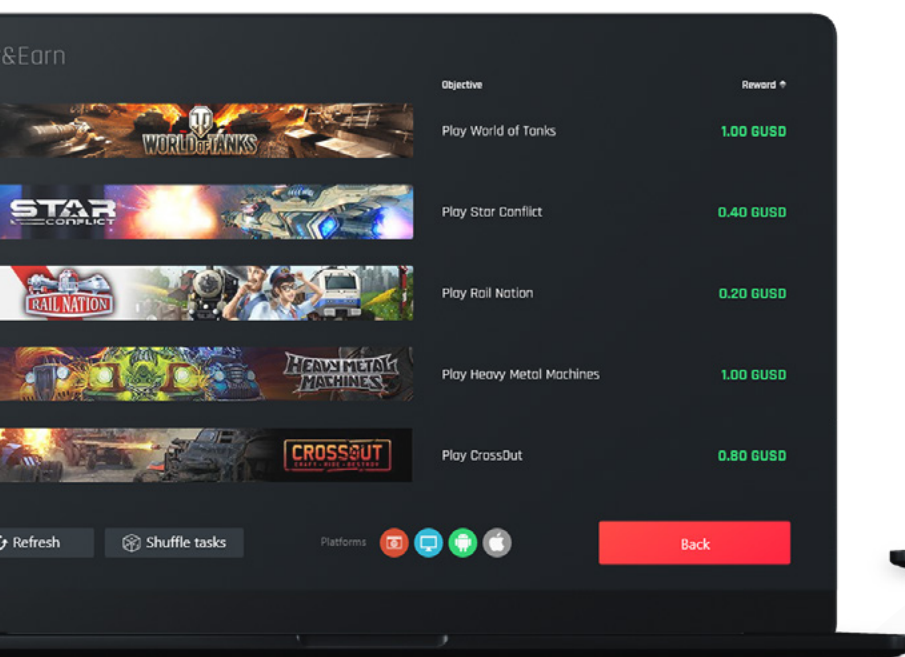 &Earn
Objective Reward
WORLD OF TANKS
Play World of Tanks 1.00 GUSD
STAR CONFLICT
Play Star Conflict 0.40 GUSD
RAIL NATION
Play Rail Nation 0.20 GUSD
HEAVY METAL MACHINES
Play Heavy Metal Machines 1.00 GUSD
CROSSOUT
CRAFT • RIDE • DESTROY
Play CrossOut 0.80 GUSD
Refresh Shuffle tasks Platforms Back